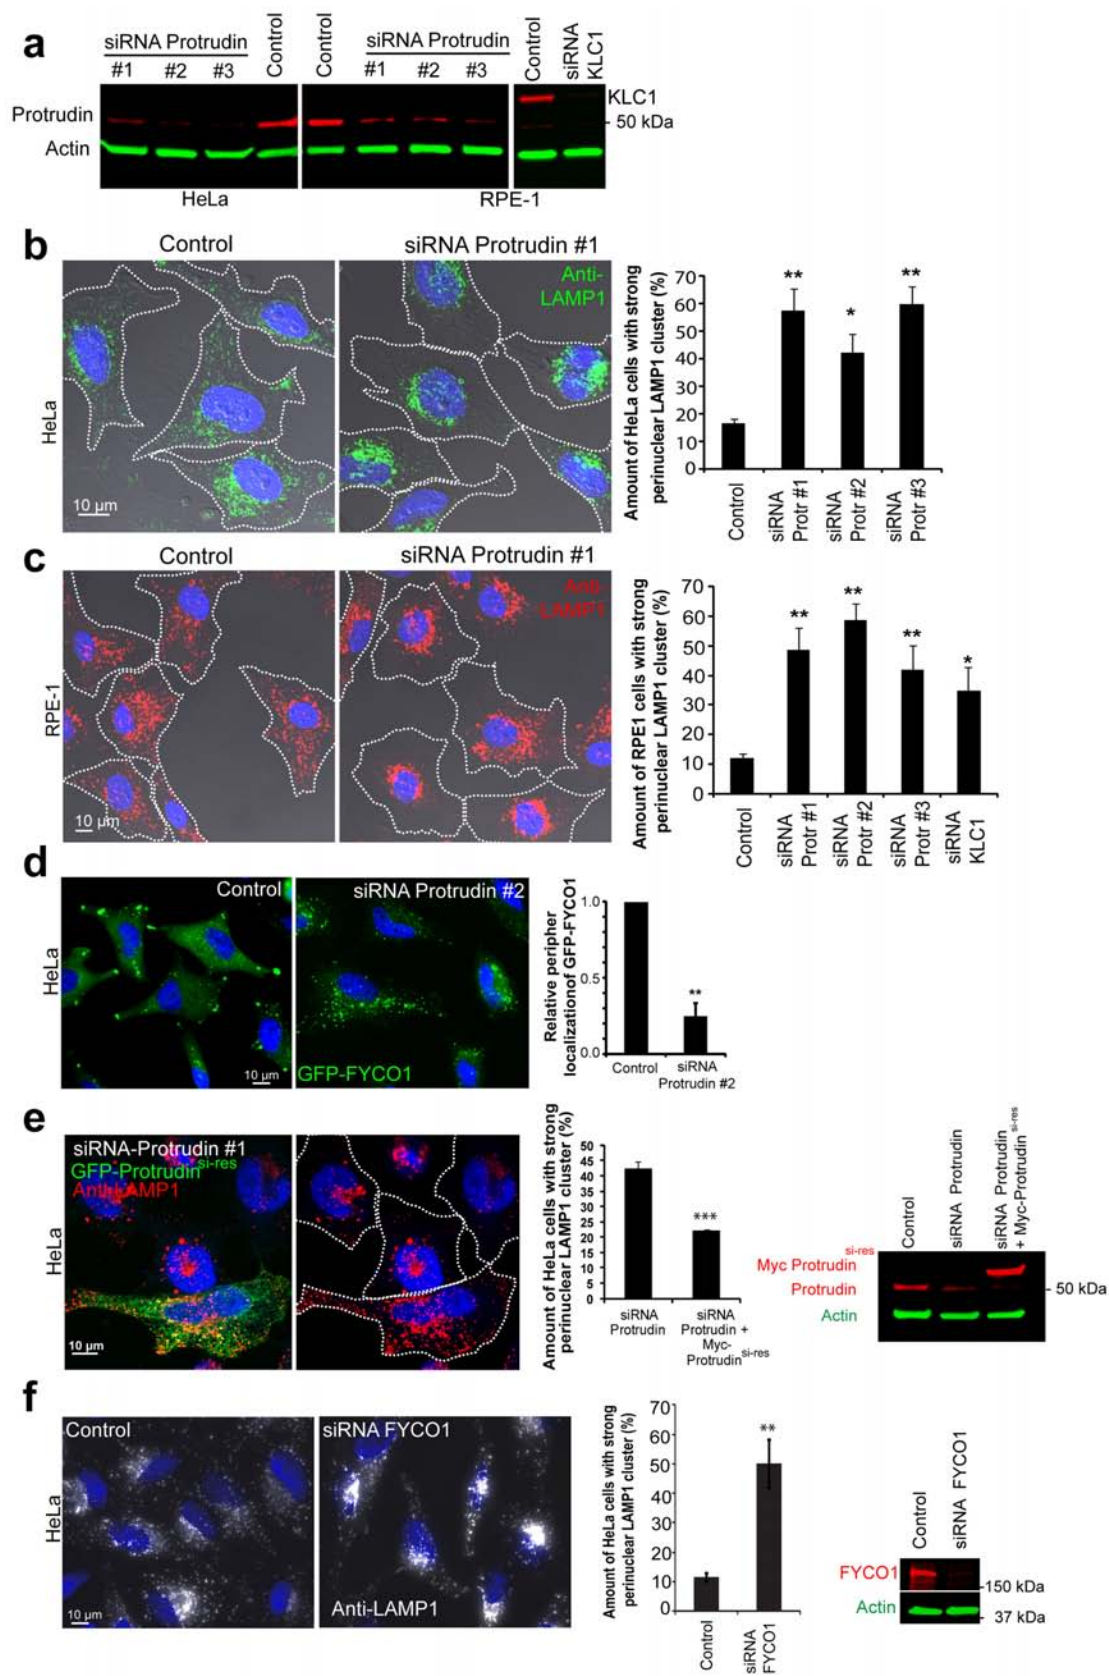 a
siRNA Protrudin
Control
Control
siRNA Protrudin
Control
siRNA
KLC1
#1
#2
#3
#1
#2
#3
KLC1
Protrudin
- 50 kDa
Actin
HeLa
RPE-1
b
Control
siRNA Protrudin #1
Anti-
LAMP1
HeLa
10 µm
Amount of HeLa cells with strong
perinuclear LAMP1 cluster (%)
70
60
50
40
60
20
10
0
**
*
**
Control
siRNA
Protr #1
siRNA
Protr #2
siRNA
Protr #3
c
Control
siRNA Protrudin #1
Anti-
LAMP1
RPE-1
10 µm
Amount of RPE1 cells with strong
perinuclear LAMP1 cluster (%)
70
60
50
40
30
20
10
0
**
**
**
*
Control
siRNA
Protr #1
siRNA
Protr #2
siRNA
Protr #3
siRNA
KLC1
d
Control
siRNA Protrudin #2
HeLa
10 µm
GFP-FYCO1
Relative peripher
localizationof GFP-FYCO1
1.0
0.5
0.0
**
Control
siRNA
Protrudin #2
e
siRNA-Protrudin #1
GFP-Protrudin si-res
Anti-LAMP1
HeLa
10 µm
Amount of HeLa cells with strong
perinuclear LAMP1 cluster (%)
50
45
40
35
30
25
20
15
10
5
0
***
siRNA
Protrudin
siRNA
Protrudin +
Myc-
Protrudin si-res
Control
siRNA Protrudin
siRNA Protrudin
+ Myc-Protrudin si-res
Myc Protrudin si-res
Protrudin
- 50 kDa
Actin
f
Control
siRNA FYCO1
HeLa
10 µm
Anti-LAMP1
Amount of HeLa cells with strong
perinuclear LAMP1 cluster (%)
70
60
50
40
30
20
10
0
**
Control
siRNA
FYCO1
Control
siRNA FYCO1
FYCO1
-150 kDa
Actin
- 37 kDa